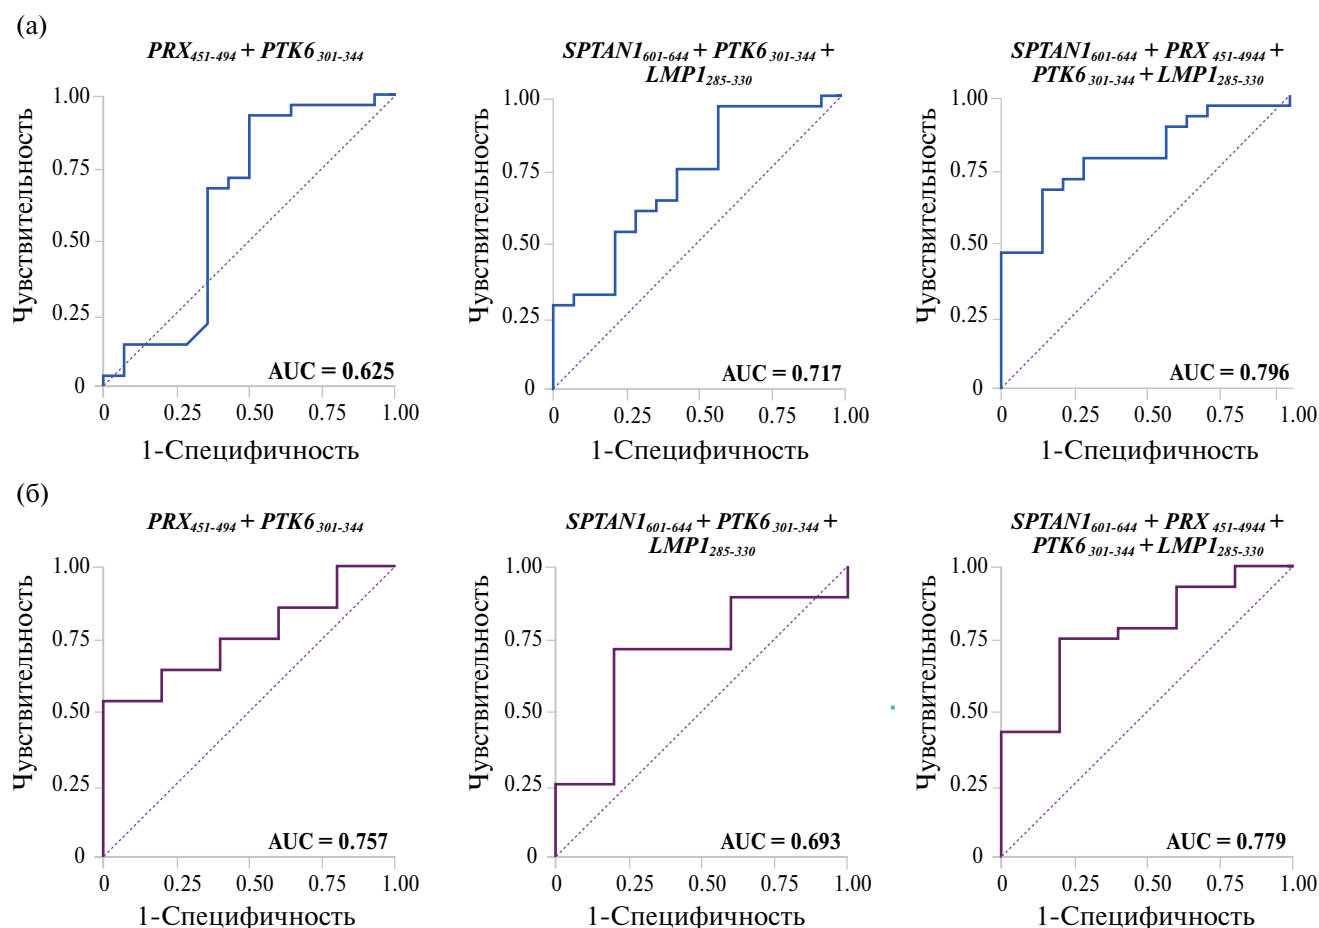 (а)
PRX451-494 + PTK6 301-344
1.00
0.75
0.50
0.25
0
Чувствительность
AUC = 0.625
0 0.25 0.50 0.75 1.00
1-Специфичность
SPTAN1601-644 + PTK6 301-344 +
LMP1285-330
1.00
0.75
0.50
0.25
0
Чувствительность
AUC = 0.717
0 0.25 0.50 0.75 1.00
1-Специфичность
SPTAN1601-644 + PRX 451-4944 +
PTK6 301-344 + LMP1285-330
1.00
0.75
0.50
0.25
0
Чувствительность
AUC = 0.796
0 0.25 0.50 0.75 1.00
1-Специфичность
(б)
PRX451-494 + PTK6 301-344
1.00
0.75
0.50
0.25
0
Чувствительность
AUC = 0.757
0 0.25 0.50 0.75 1.00
1-Специфичность
SPTAN1601-644 + PTK6 301-344 +
LMP1285-330
1.00
0.75
0.50
0.25
0
Чувствительность
AUC = 0.693
0 0.25 0.50 0.75 1.00
1-Специфичность
SPTAN1601-644 + PRX 451-4944 +
PTK6 301-344 + LMP1285-330
1.00
0.75
0.50
0.25
0
Чувствительность
AUC = 0.779
0 0.25 0.50 0.75 1.00
1-Специфичность